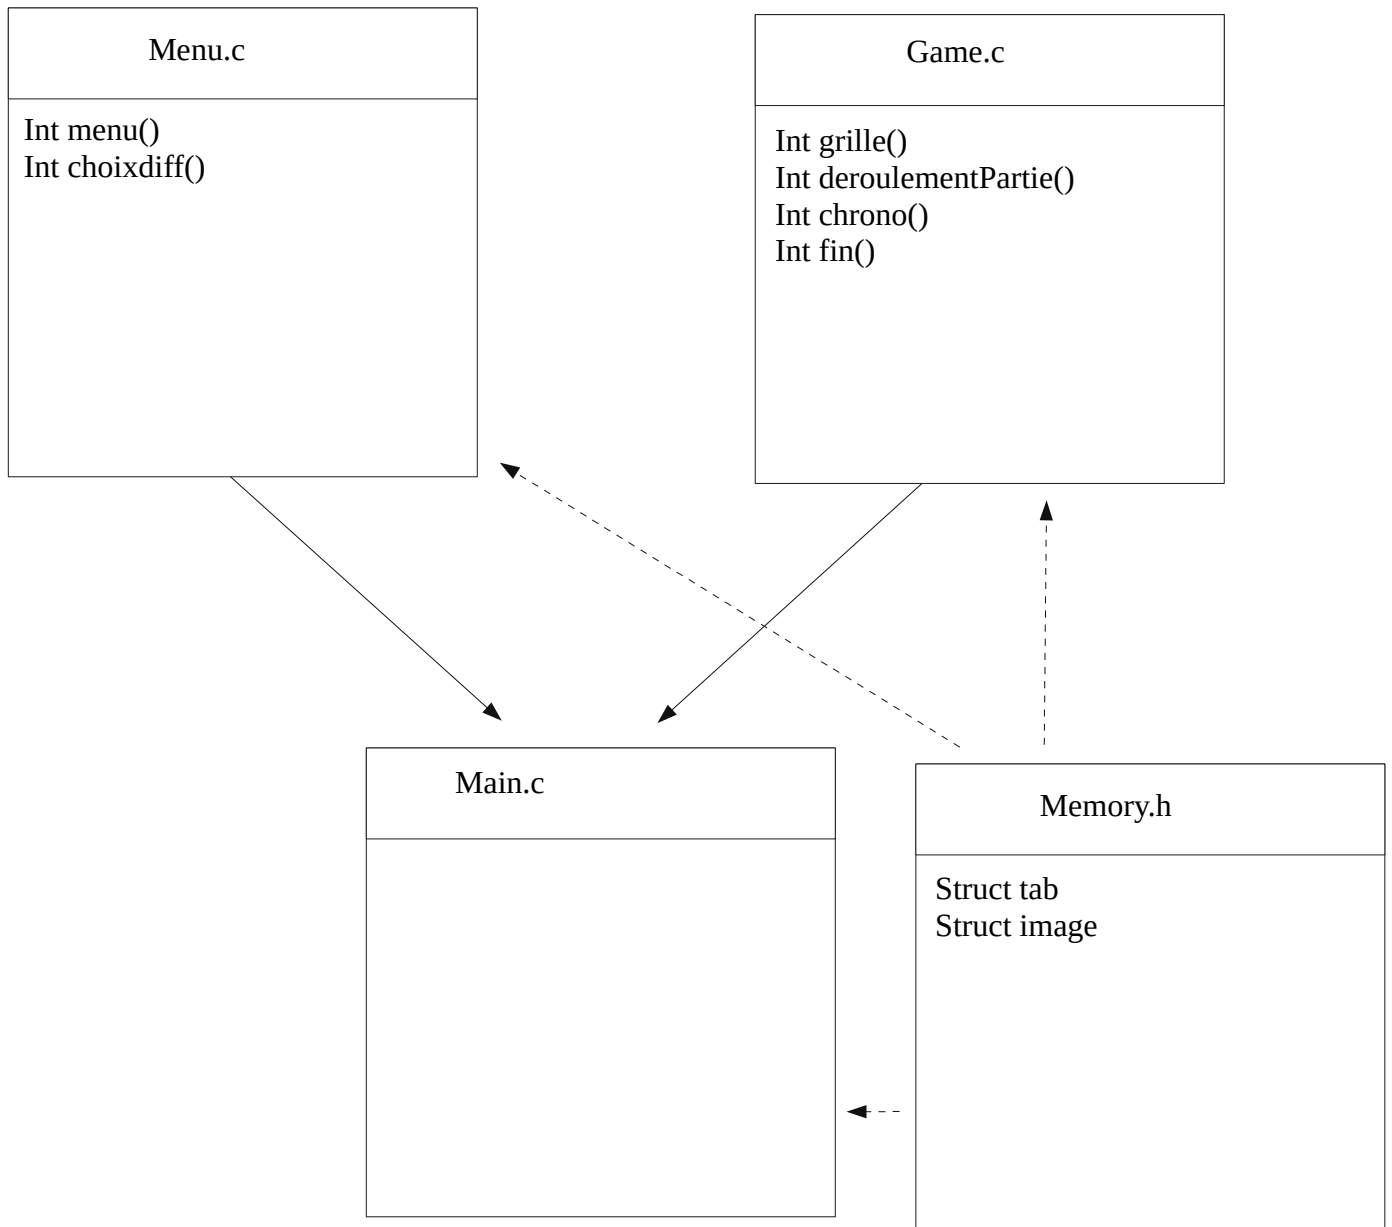 Menu.c
Int menu()
Int choixdiff()
Game.c
Int grille()
Int deroulementPartie()
Int chrono()
Int fin()
Main.c
Memory.h
Struct tab
Struct image